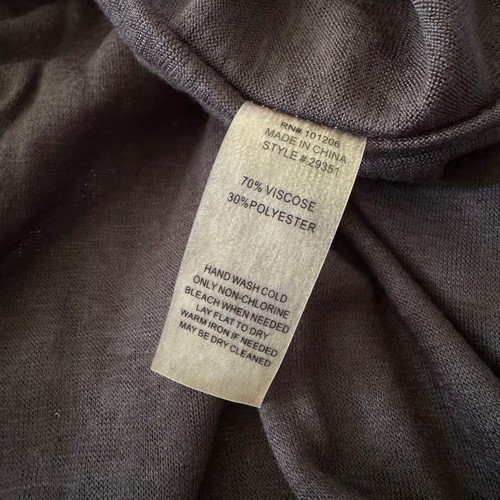 RN# 101206
MADE IN CHINA
STYLE # 29351
70% VISCOSE
30%POLYESTER
HAND WASH COLD
ONLY NON-CHLORINE
BLEACH WHEN NEEDED
LAY FLAT TO DRY
WARM IRON IF NEEDED
MAY BE DRY CLEANED